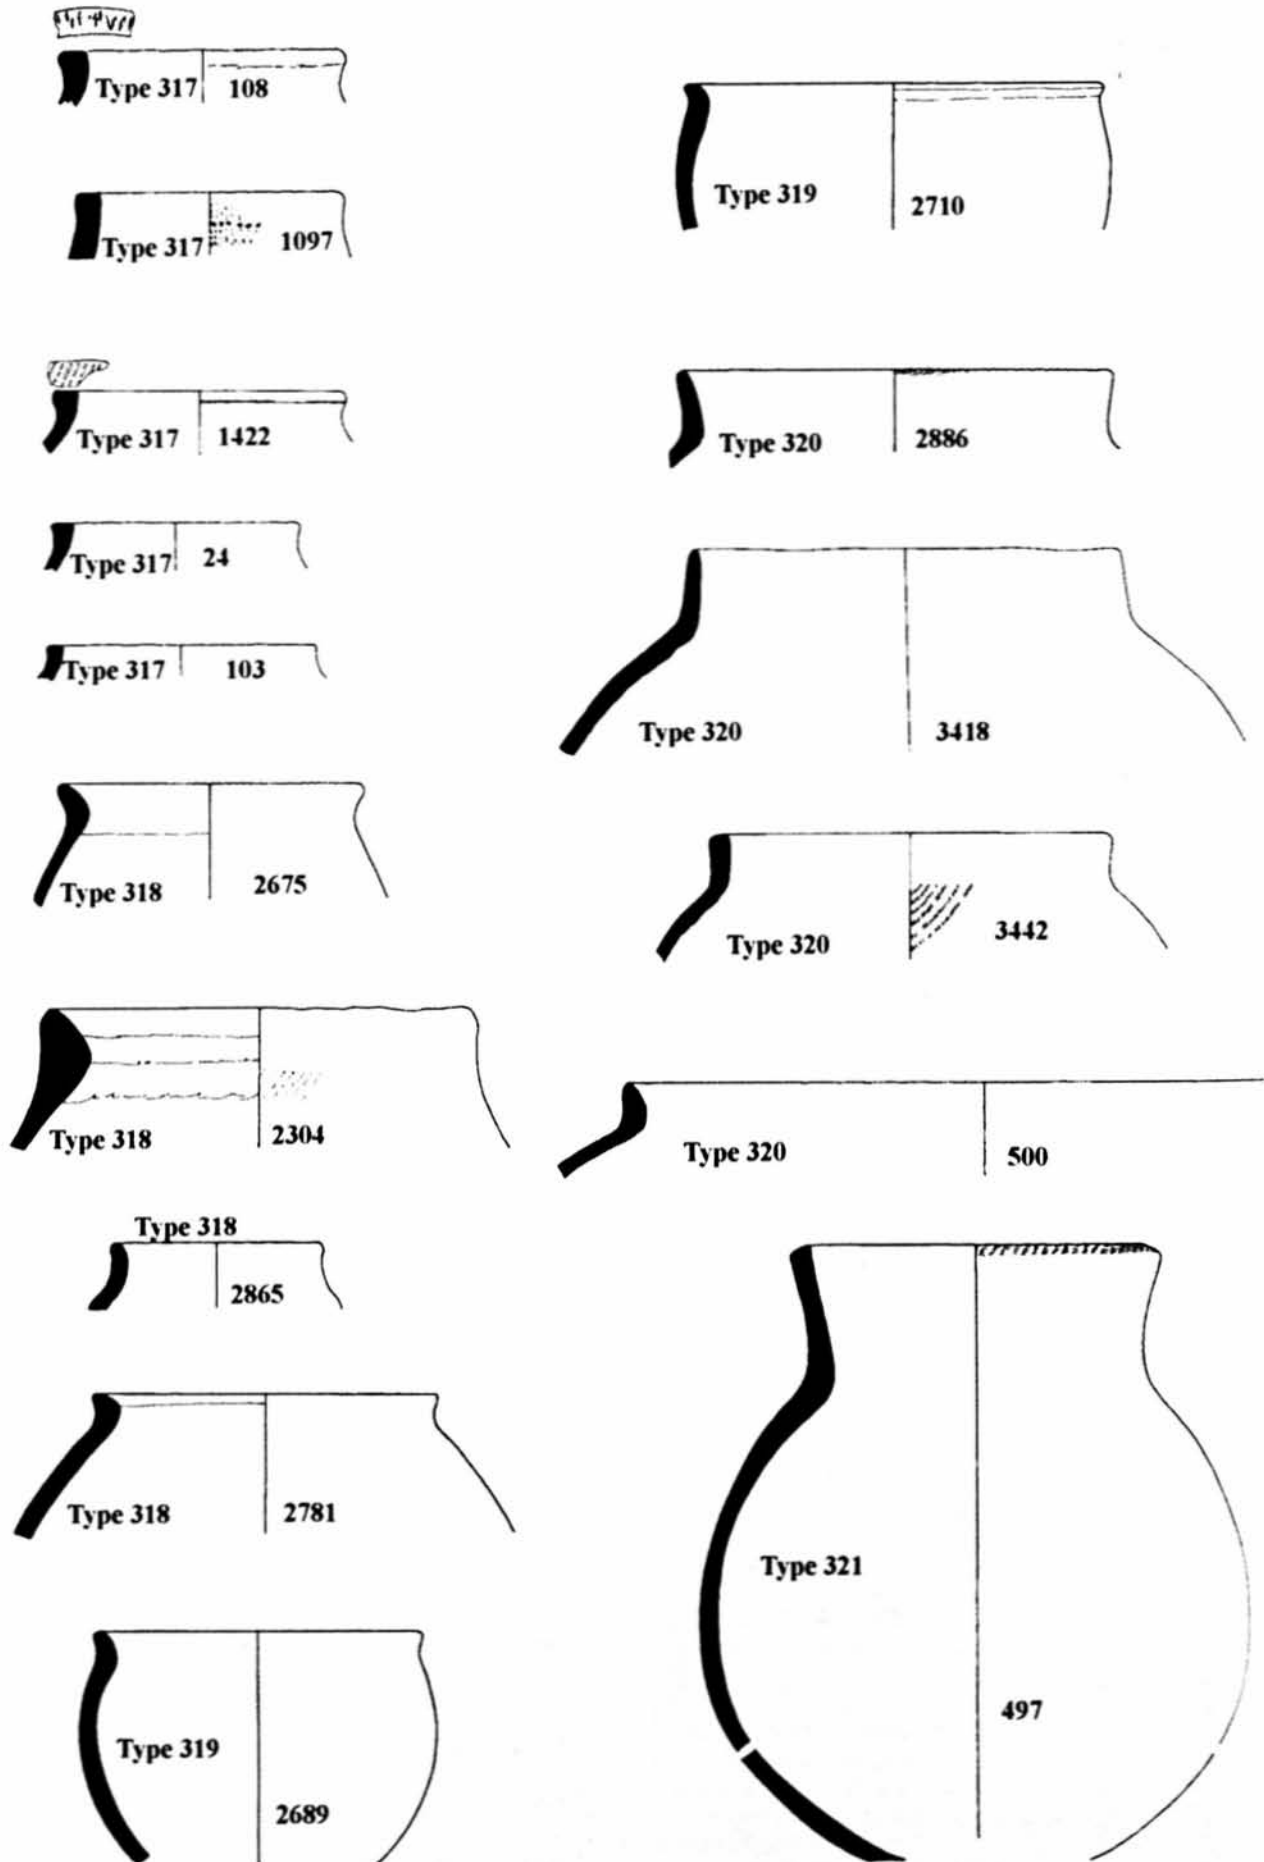 Type 317 108
Type 317 1097
Type 317 1422
Type 317 24
Type 317 103
Type 318 2675
Type 318 2304
Type 318
2865
Type 318 2781
Type 319
2689
Type 319 2710
Type 320 2886
Type 320 3418
Type 320 3442
Type 320 500
Type 321
497